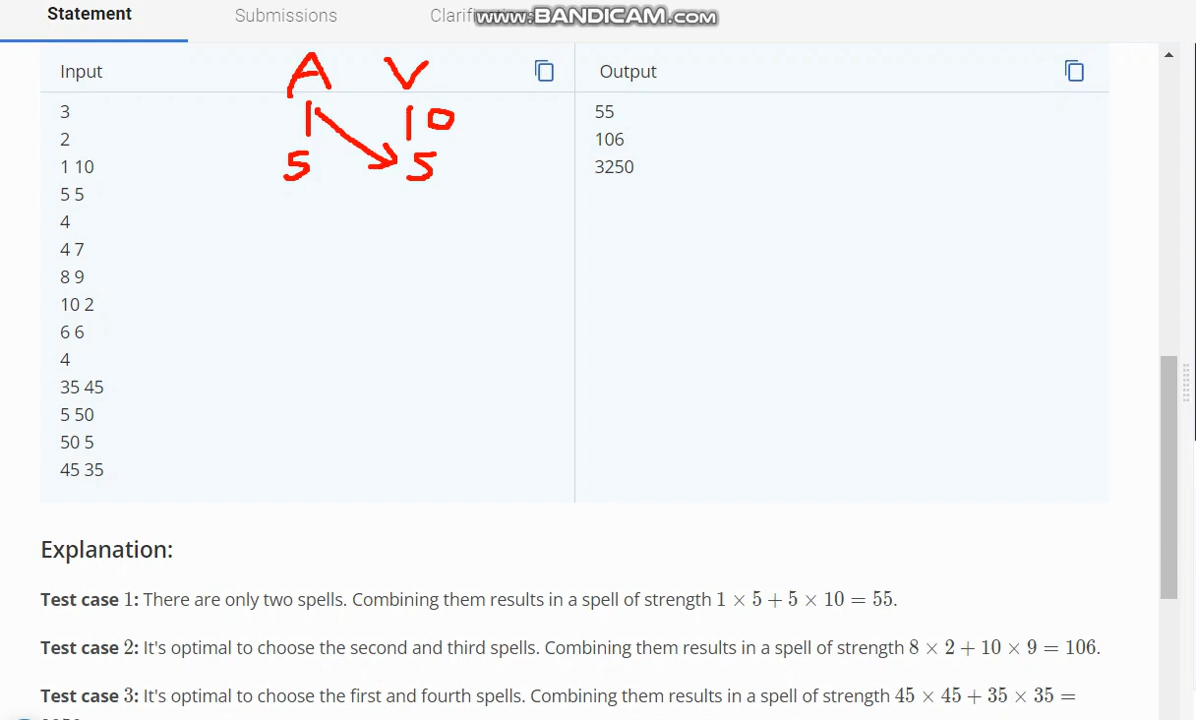 Statement Submissions Clarifi
www.BANDICAM.com
Input A V Output
3
2
1 10
5 5
4
4 7
8 9
10 2
6 6
4
35 45
5 50
50 5
45 35
1 10
5 5
55
106
3250
Explanation:
Test case 1: There are only two spells. Combining them results in a spell of strength 1 × 5 + 5 × 10 = 55.
Test case 2: It's optimal to choose the second and third spells. Combining them results in a spell of strength 8 × 2 + 10 × 9 = 106.
Test case 3: It's optimal to choose the first and fourth spells. Combining them results in a spell of strength 45 × 45 + 35 × 35 =